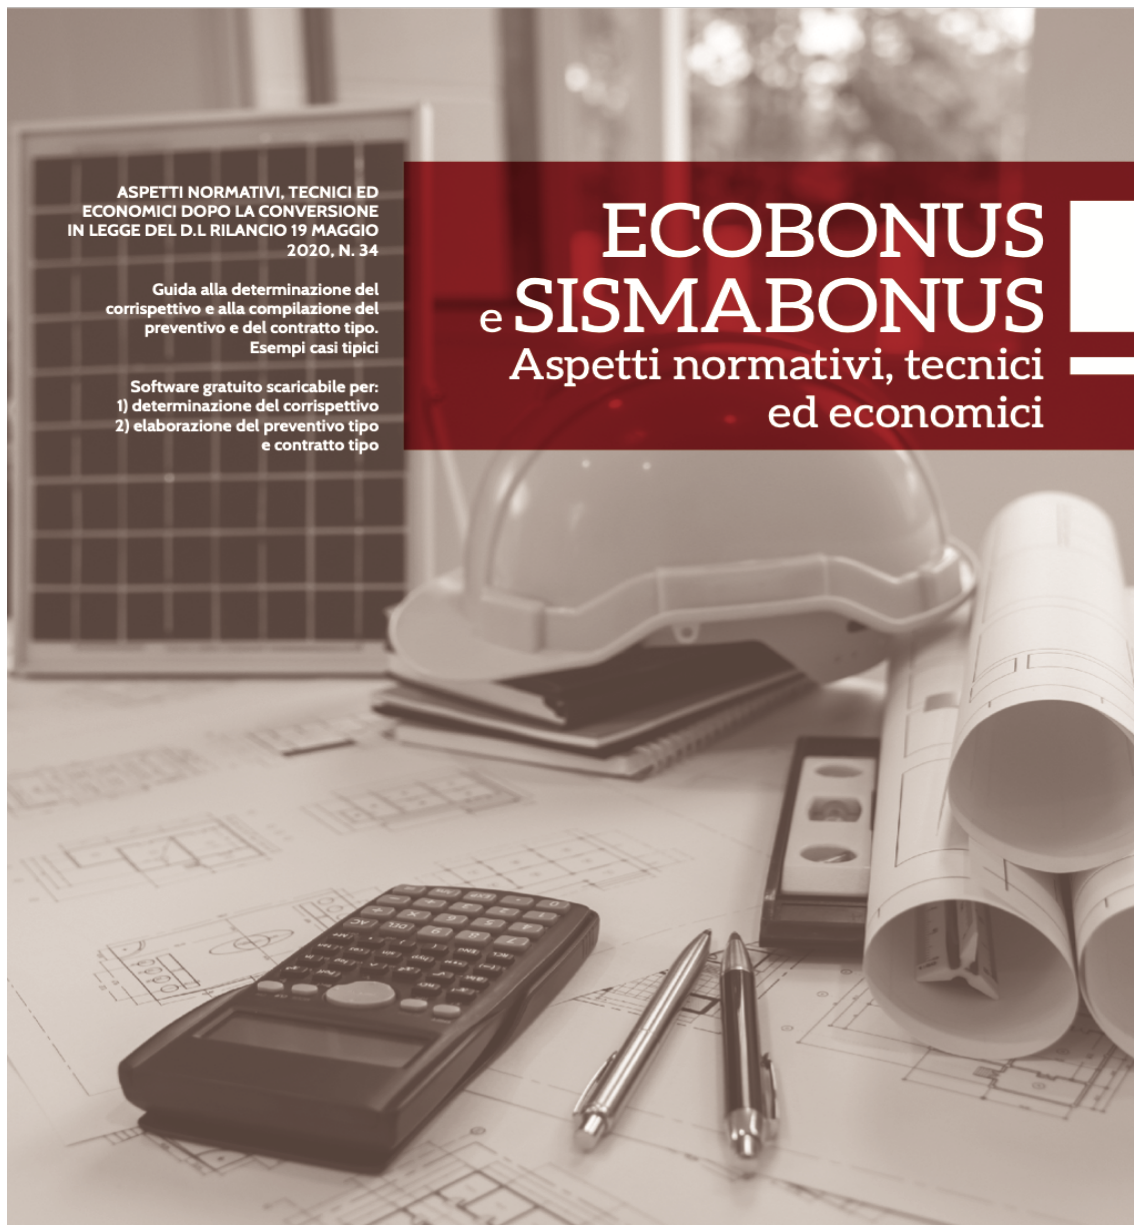 ASPETTI NORMATIVI, TECNICI ED
ECONOMICI DOPO LA CONVERSIONE
IN LEGGE DEL D.L RILANCIO 19 MAGGIO
2020, N. 34
Guida alla determinazione del
corrispettivo e alla compilazione del
preventivo e del contratto tipo.
Esempi casi tipici
Software gratuito scaricabile per:
1) determinazione del corrispettivo
2) elaborazione del preventivo tipo
e contratto tipo
ECOBONUS
e SISMABONUS
Aspetti normativi, tecnici
ed economici